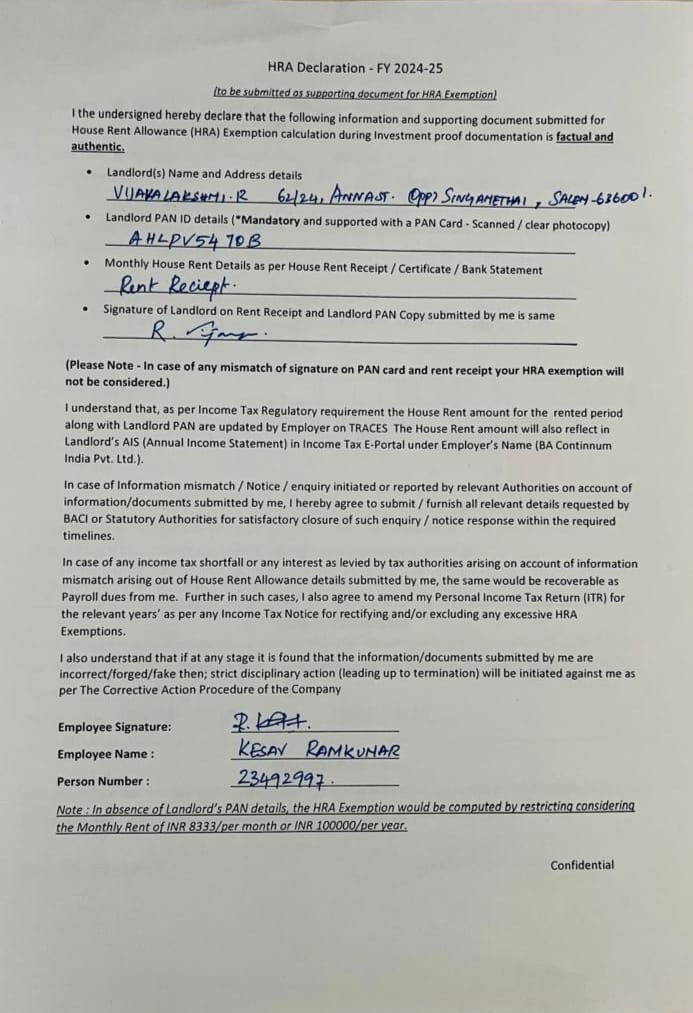 HRA Declaration - FY 2024-25
(to be submitted as supporting document for HRA Exemption)
I the undersigned hereby declare that the following information and supporting document submitted for
House Rent Allowance (HRA) Exemption calculation during Investment proof documentation is factual and
authentic.
• Landlord(s) Name and Address details
VIJAYALAKSHMI.R 62/24, ANNA ST. (OPP) SINGAMETHAI, SALEM-636001.
• Landlord PAN ID details (*Mandatory and supported with a PAN Card - Scanned / clear photocopy)
AHLPV5470B
• Monthly House Rent Details as per House Rent Receipt / Certificate / Bank Statement
Rent Reciept.
• Signature of Landlord on Rent Receipt and Landlord PAN Copy submitted by me is same
R.
(Please Note - In case of any mismatch of signature on PAN card and rent receipt your HRA exemption will
not be considered.)
I understand that, as per Income Tax Regulatory requirement the House Rent amount for the rented period
along with Landlord PAN are updated by Employer on TRACES The House Rent amount will also reflect in
Landlord's AIS (Annual Income Statement) in Income Tax E-Portal under Employer's Name (BA Continnum
India Pvt. Ltd.).
In case of Information mismatch / Notice / enquiry initiated or reported by relevant Authorities on account of
information/documents submitted by me, I hereby agree to submit / furnish all relevant details requested by
BACI or Statutory Authorities for satisfactory closure of such enquiry / notice response within the required
timelines.
In case of any income tax shortfall or any interest as levied by tax authorities arising on account of information
mismatch arising out of House Rent Allowance details submitted by me, the same would be recoverable as
Payroll dues from me. Further in such cases, I also agree to amend my Personal Income Tax Return (ITR) for
the relevant years' as per any Income Tax Notice for rectifying and/or excluding any excessive HRA
Exemptions.
I also understand that if at any stage it is found that the information/documents submitted by me are
incorrect/forged/fake then; strict disciplinary action (leading up to termination) will be initiated against me as
per The Corrective Action Procedure of the Company
Employee Signature:
Employee Name : KESAV RAMKUMAR
Person Number : 23492997.
Note : In absence of Landlord's PAN details, the HRA Exemption would be computed by restricting considering
the Monthly Rent of INR 8333/per month or INR 100000/per year.
Confidential